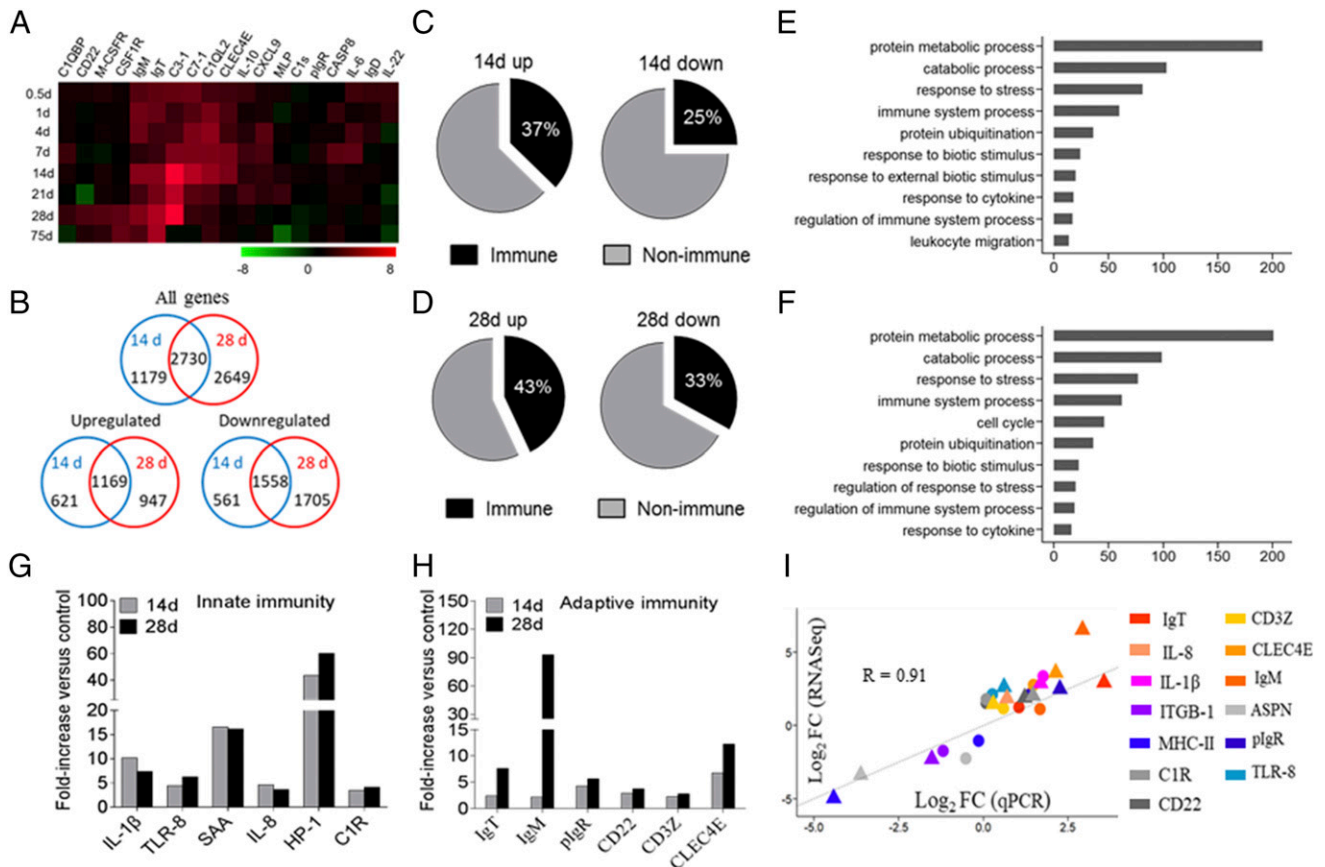 A
C1QBP
CD22
M-CSFR
CSF1R
IgM
IgT
C3-1
C7-1
C1QL2
CLEC4E
IL-10
CXCL9
MLP
C1s
pIgR
CASP8
IL-6
IgD
IL-22
0.5d
1d
4d
7d
14d
21d
28d
75d
-8 0 8
B
All genes
14 d 28 d
1179 2730 2649
Upregulated
14 d 28 d
621 1169 947
Downregulated
14 d 28 d
561 1558 1705
C
14d up
37%
14d down
25%
Immune Non-immune
D
28d up
43%
28d down
33%
Immune Non-immune
E
protein metabolic process
catabolic process
response to stress
immune system process
protein ubiquitination
response to biotic stimulus
response to external biotic stimulus
response to cytokine
regulation of immune system process
leukocyte migration
0 50 100 150 200
F
protein metabolic process
catabolic process
response to stress
immune system process
cell cycle
protein ubiquitination
response to biotic stimulus
regulation of response to stress
regulation of immune system process
response to cytokine
0 50 100 150 200
G
Fold-increase versus control
100
80
60
40
20
15
10
5
0
14d
28d
Innate immunity
IL-1β
TLR-8
SAA
IL-8
HP-1
C1R
H
Fold-increase versus control
150
120
90
60
30
15
10
5
0
14d
28d
Adaptive immunity
IgT
IgM
pIgR
CD22
CD3Z
CLEC4E
I
Log2 FC (RNASeq)
5
0
-5
R = 0.91
Log2 FC (qPCR)
-5.0 -2.5 0.0 2.5
IgT
IL-8
IL-1β
ITGB-1
MHC-II
C1R
CD22
CD3Z
CLEC4E
IgM
ASPN
pIgR
TLR-8